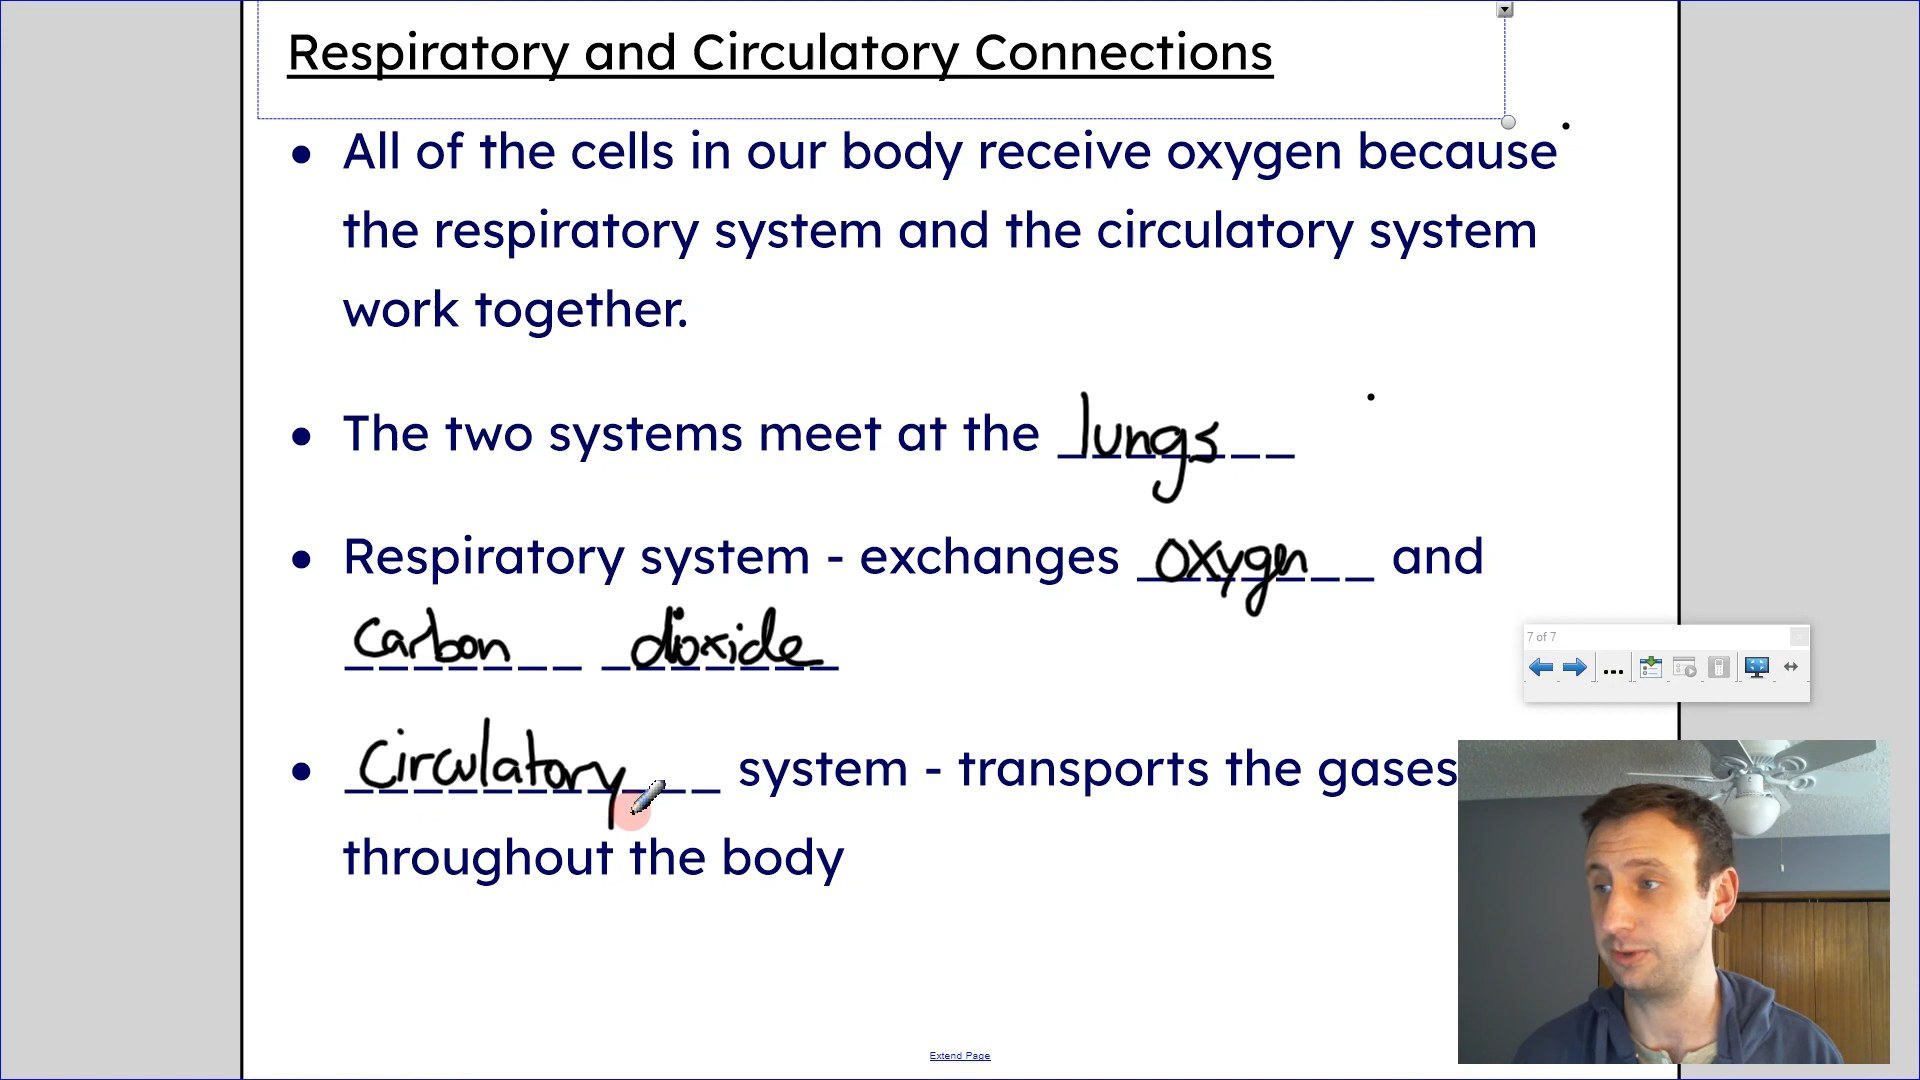 Respiratory and Circulatory Connections
• All of the cells in our body receive oxygen because
the respiratory system and the circulatory system
work together.
• The two systems meet at the lungs
• Respiratory system - exchanges oxygen and
carbon dioxide
• Circulatory system - transports the gases
throughout the body
7 of 7
Extend Page